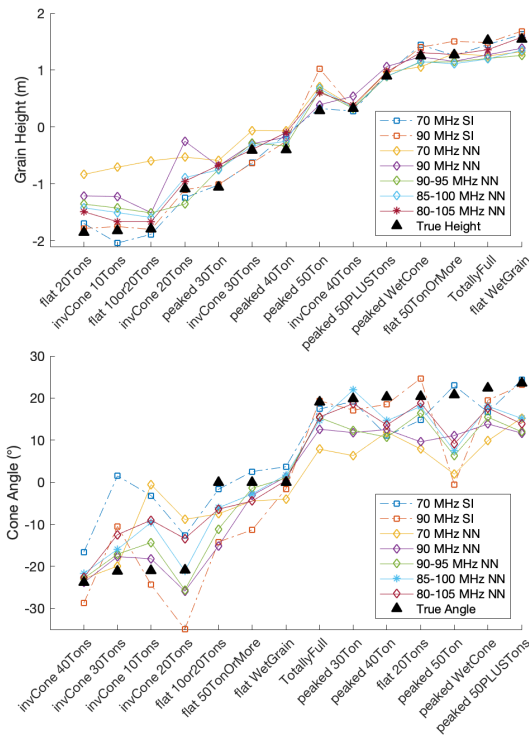 2
1
0
-1
-2
Grain Height (m)
70 MHz SI
90 MHz SI
70 MHz NN
90 MHz NN
90-95 MHz NN
85-100 MHz NN
80-105 MHz NN
True Height
flat 20Tons
invCone 10Tons
flat 10or20Tons
invCone 20Tons
peaked 30Ton
invCone 30Tons
peaked 40Ton
peaked 50Ton
invCone 40Tons
peaked 50PLUSTons
peaked WetCone
flat 50TonOrMore
TotallyFull
flat WetGrain
30
20
10
0
-10
-20
-30
Cone Angle (°)
70 MHz SI
90 MHz SI
70 MHz NN
90 MHz NN
90-95 MHz NN
85-100 MHz NN
80-105 MHz NN
True Angle
invCone 40Tons
invCone 30Tons
invCone 10Tons
invCone 20Tons
flat 10or20Tons
flat 50TonOrMore
flat WetGrain
TotallyFull
peaked 30Ton
peaked 40Ton
flat 20Tons
peaked 50Ton
peaked WetCone
peaked 50PLUSTons